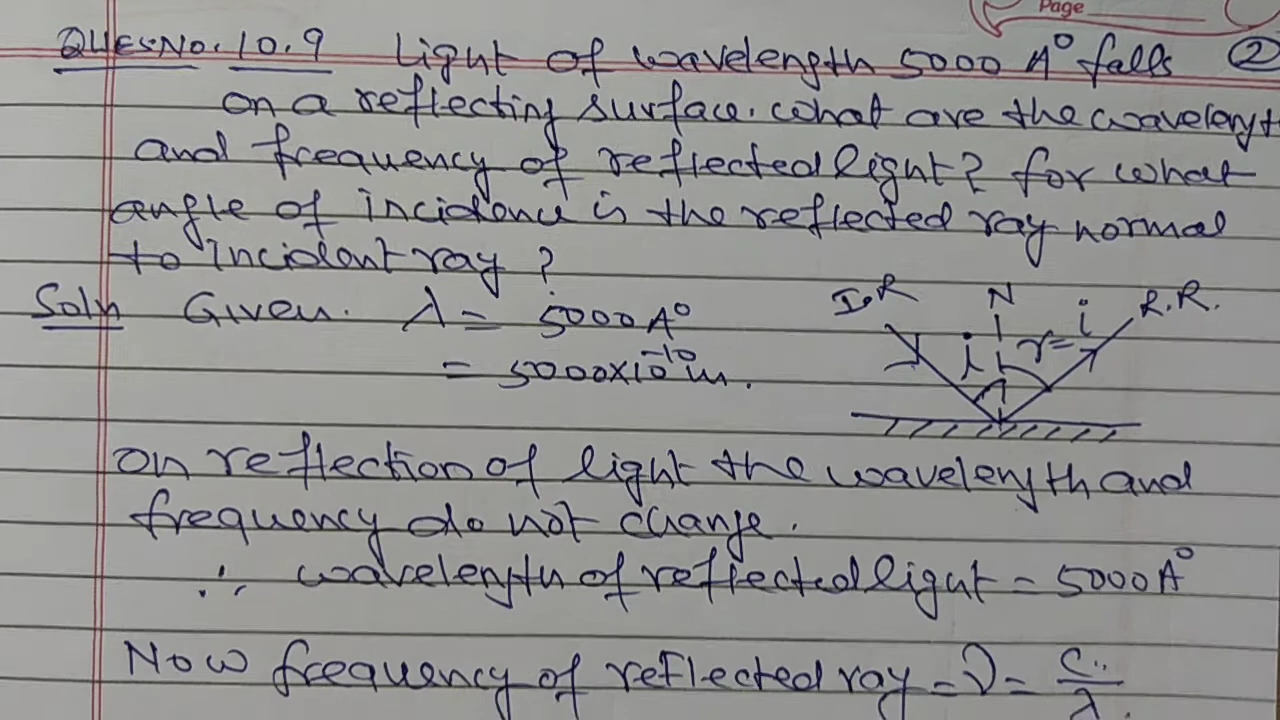 Page
QUES.NO. 10.9 Light of wavelength 5000 A° falls ②
on a reflecting surface. What are the wavelength
and frequency of reflected light? For what
angle of incidence is the reflected ray normal
to incident ray?
Soln Given. λ = 5000 A°
= 5000×10⁻¹⁰ m.
I.R N i R.R.
i r=
On reflection of light the wavelength and
frequency do not change.
∴ wavelength of reflected light = 5000 A°
Now frequency of reflected ray = ν = c/λ